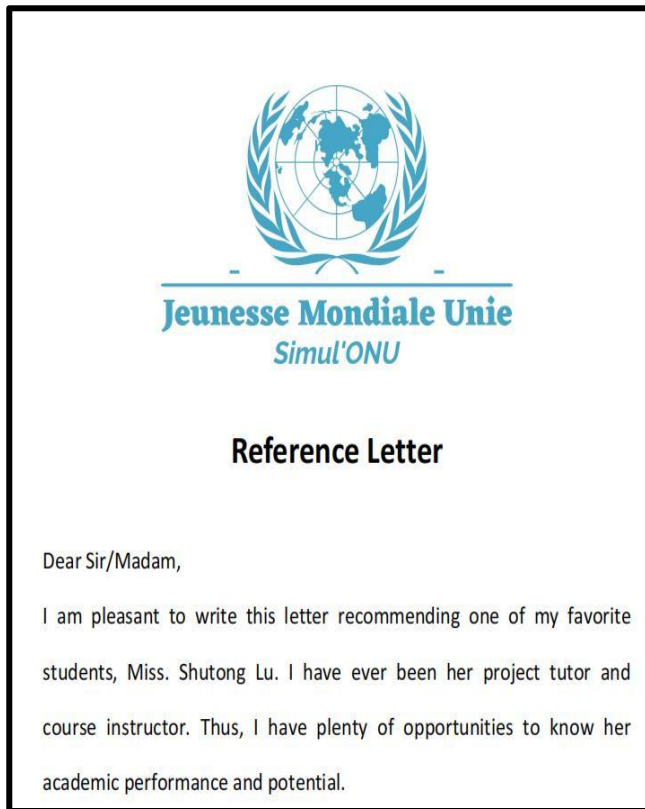 Jeunesse Mondiale Unie
Simul'ONU
Reference Letter
Dear Sir/Madam,
I am pleasant to write this letter recommending one of my favorite
students, Miss. Shutong Lu. I have ever been her project tutor and
course instructor. Thus, I have plenty of opportunities to know her
academic performance and potential.